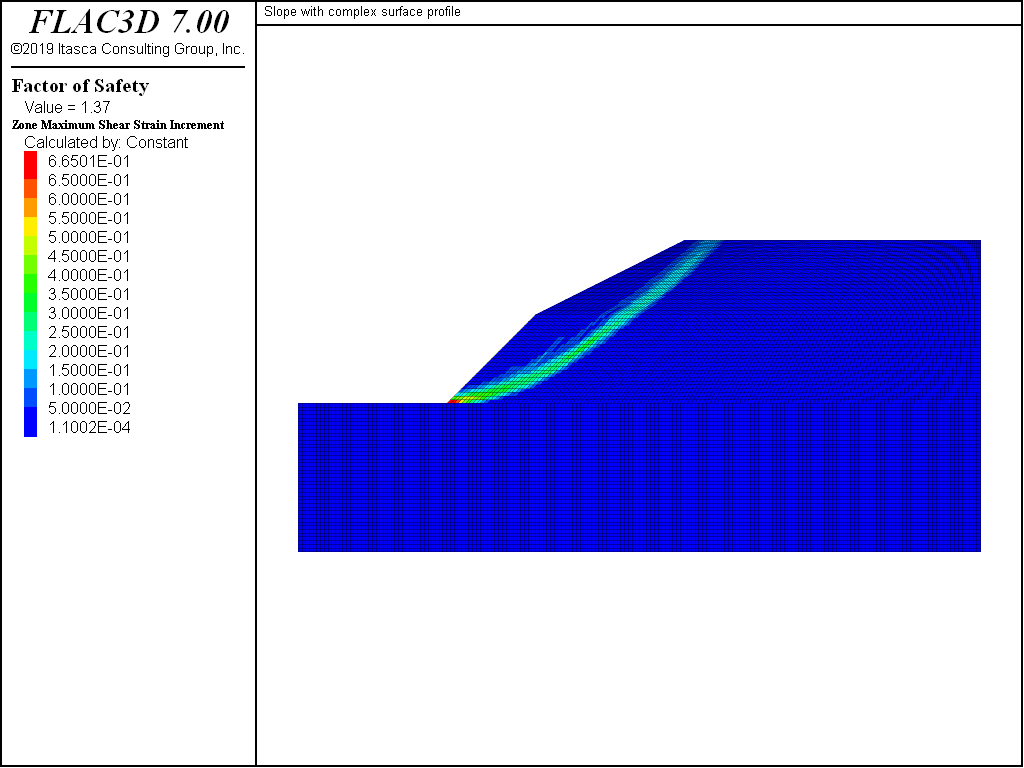 FLAC3D 7.00
©2019 Itasca Consulting Group, Inc.
Factor of Safety
Value = 1.37
Zone Maximum Shear Strain Increment
Calculated by: Constant
6.6501E-01
6.5000E-01
6.0000E-01
5.5000E-01
5.0000E-01
4.5000E-01
4.0000E-01
3.5000E-01
3.0000E-01
2.5000E-01
2.0000E-01
1.5000E-01
1.0000E-01
5.0000E-02
1.1002E-04
Slope with complex surface profile